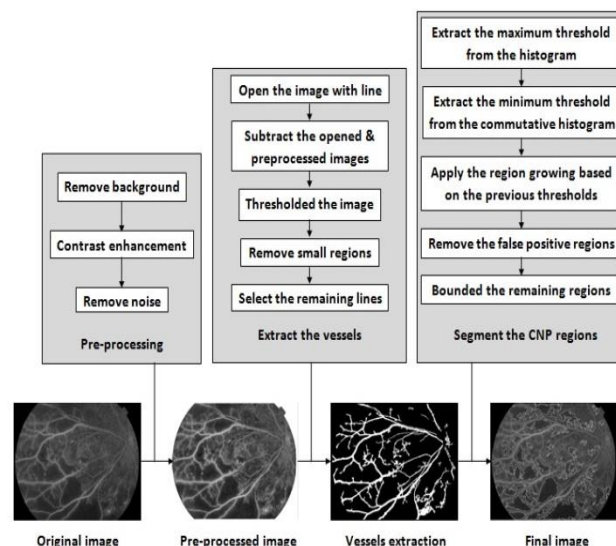 Remove background
Contrast enhancement
Remove noise
Pre-processing
Open the image with line
Subtract the opened &
preprocessed images
Thresholded the image
Remove small regions
Select the remaining lines
Extract the vessels
Extract the maximum threshold
from the histogram
Extract the minimum threshold
from the commutative histogram
Apply the region growing based
on the previous thresholds
Remove the false positive regions
Bounded the remaining regions
Segment the CNP regions
Original image
Pre-processed image
Vessels extraction
Final image